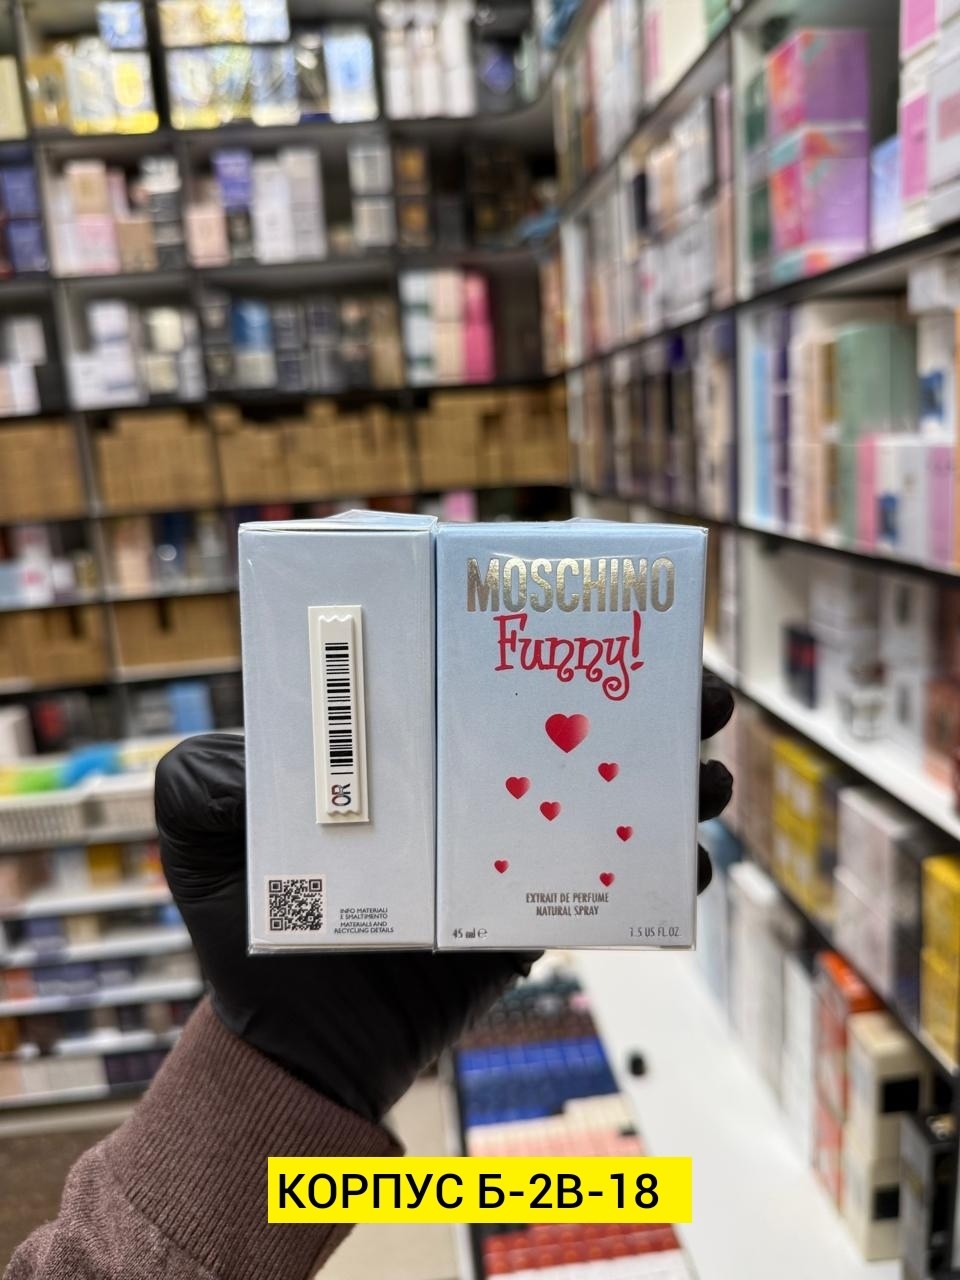 MOSCHINO
Funny!
OR
INFO MATERIALI
E SMALTIMENTO
MATERIALS AND
RECYCLING DETAILS
EXTRAIT DE PERFUME
NATURAL SPRAY
45 ml e
1.5 US FL.OZ.
КОРПУС Б-2В-18